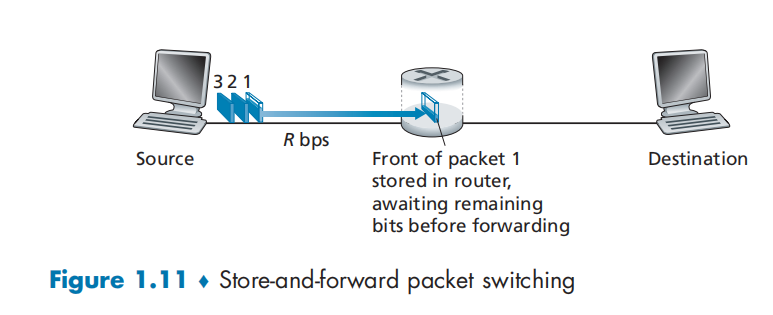 3 2 1
R bps
Source
Front of packet 1
stored in router,
awaiting remaining
bits before forwarding
Destination
Figure 1.11 ♦ Store-and-forward packet switching